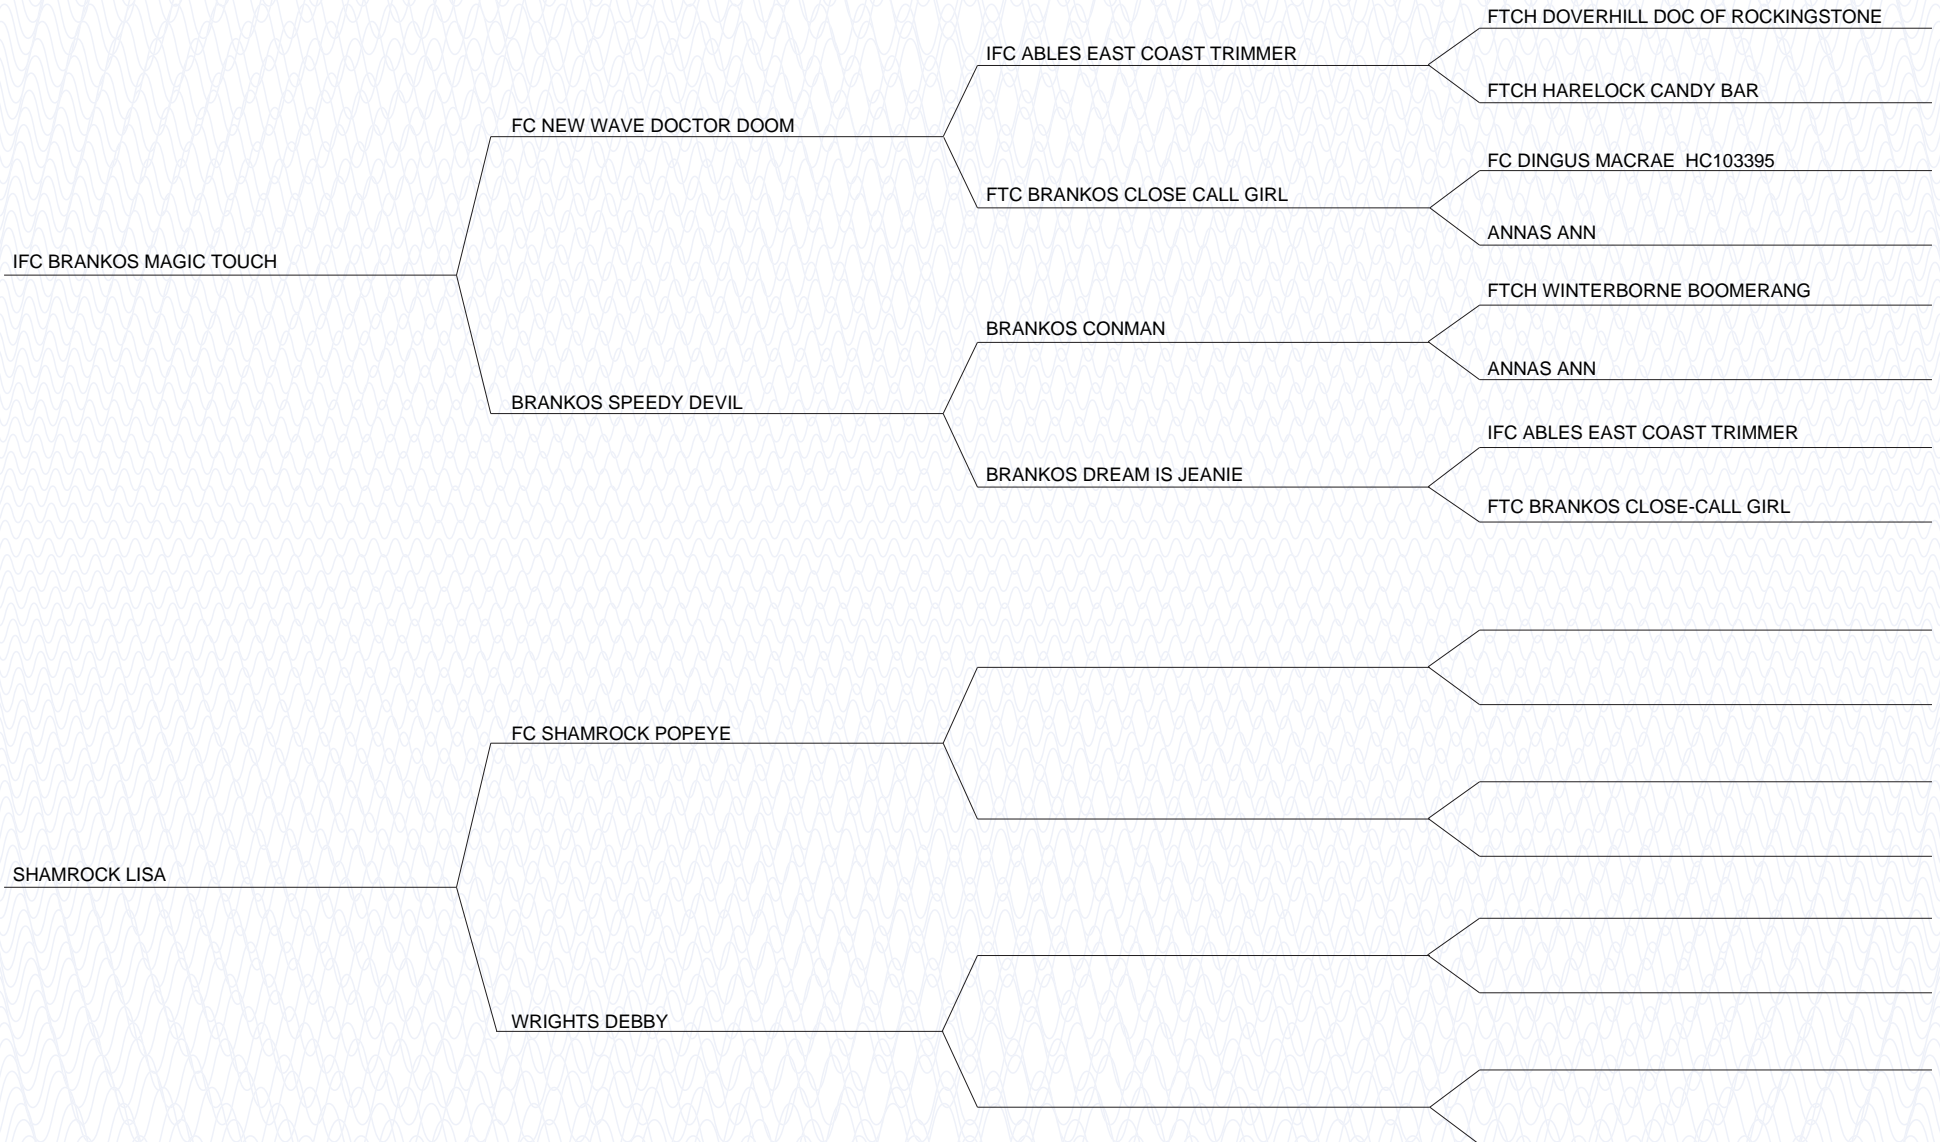 FTCH DOVERHILL DOC OF ROCKINGSTONE
IFC ABLES EAST COAST TRIMMER
FTCH HARELOCK CANDY BAR
FC NEW WAVE DOCTOR DOOM
FC DINGUS MACRAE  HC103395
FTC BRANKOS CLOSE CALL GIRL
ANNAS ANN
IFC BRANKOS MAGIC TOUCH
FTCH WINTERBORNE BOOMERANG
BRANKOS CONMAN
ANNAS ANN
BRANKOS SPEEDY DEVIL
IFC ABLES EAST COAST TRIMMER
BRANKOS DREAM IS JEANIE
FTC BRANKOS CLOSE-CALL GIRL
FC SHAMROCK POPEYE
SHAMROCK LISA
WRIGHTS DEBBY